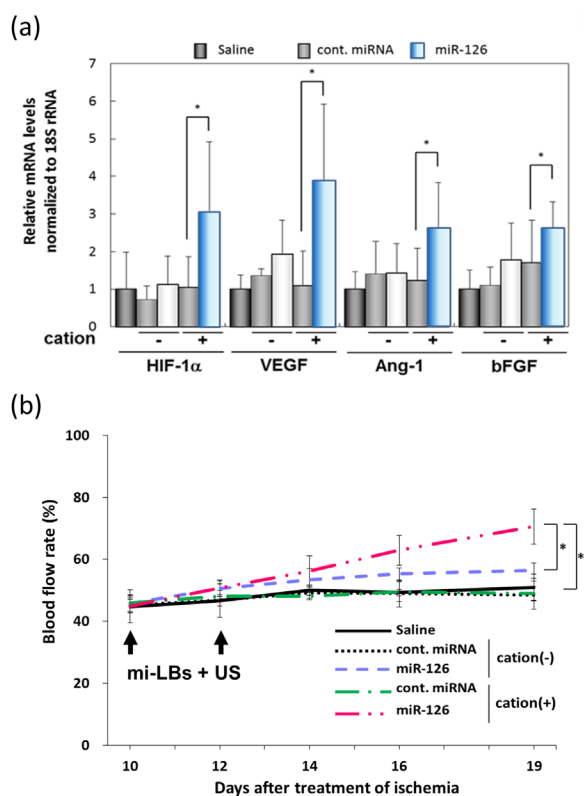 (a)
Saline cont. miRNA miR-126
Relative mRNA levels
normalized to 18S rRNA
7
6
5
4
3
2
1
0
* * * *
cation - + - + - + - +
HIF-1α VEGF Ang-1 bFGF
(b)
Blood flow rate (%)
100
80
60
40
20
0
* *
mi-LBs + US
Saline
cont. miRNA
miR-126
cation(-)
cont. miRNA
miR-126
cation(+)
10 12 14 16 19
Days after treatment of ischemia